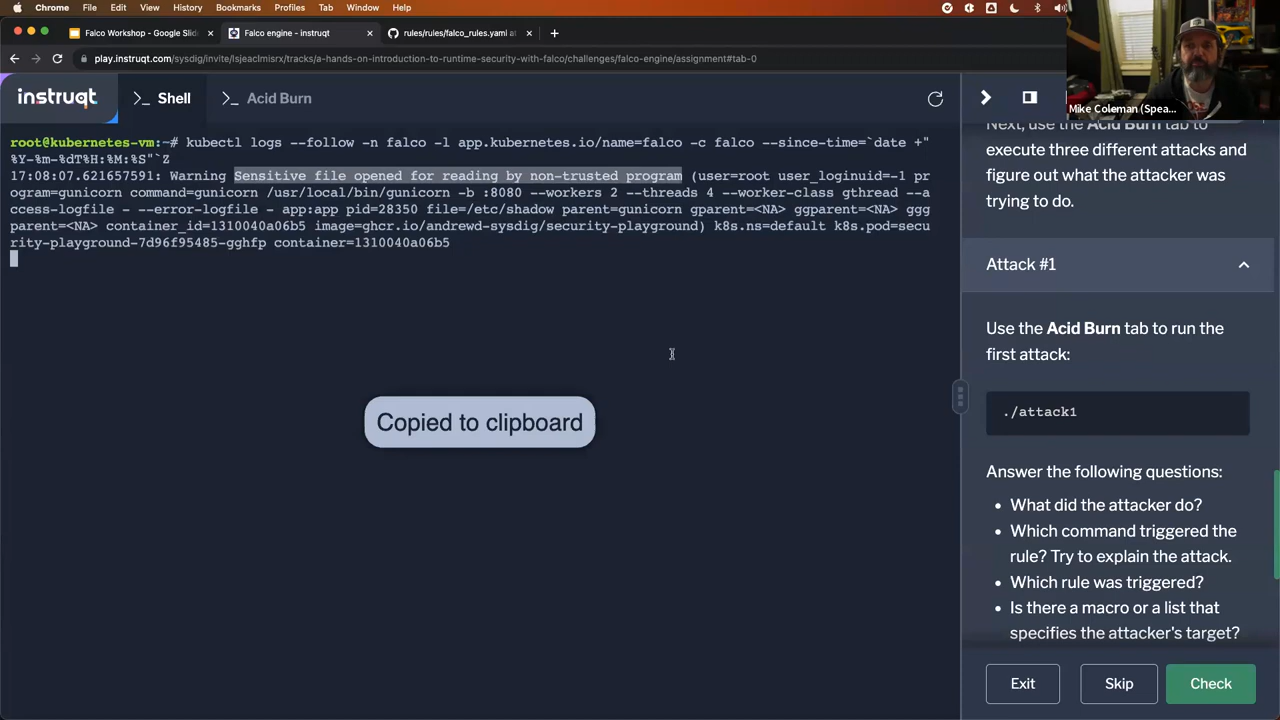 Chrome File Edit View History Bookmarks Profiles Tab Window Help
Falco Workshop - Google Slid
Falco engine - instruqt
rules/rules/falco_rules.yaml at
play.instruqt.com/sysdig/invite/lsjeaclmisrx/tracks/a-hands-on-introduction-to-runtime-security-with-falco/challenges/falco-engine/assignment#tab-0
Mike Coleman (Spea...
instruqt
>_ Shell
>_ Acid Burn
root@kubernetes-vm:~# kubectl logs --follow -n falco -l app.kubernetes.io/name=falco -c falco --since-time=`date +"
%Y-%m-%dT%H:%M:%S"`Z
17:08:07.621657591: Warning Sensitive file opened for reading by non-trusted program (user=root user_loginuid=-1 pr
ogram=gunicorn command=gunicorn /usr/local/bin/gunicorn -b :8080 --workers 2 --threads 4 --worker-class gthread --a
ccess-logfile - --error-logfile - app:app pid=28350 file=/etc/shadow parent=gunicorn gparent=<NA> ggparent=<NA> ggg
parent=<NA> container_id=1310040a06b5 image=ghcr.io/andrewd-sysdig/security-playground) k8s.ns=default k8s.pod=secu
rity-playground-7d96f95485-gghfp container=1310040a06b5
Copied to clipboard
Next, use the Acid Burn tab to
execute three different attacks and
figure out what the attacker was
trying to do.
Attack #1
Use the Acid Burn tab to run the
first attack:
./attack1
Answer the following questions:
• What did the attacker do?
• Which command triggered the
rule? Try to explain the attack.
• Which rule was triggered?
• Is there a macro or a list that
specifies the attacker's target?
Exit
Skip
Check